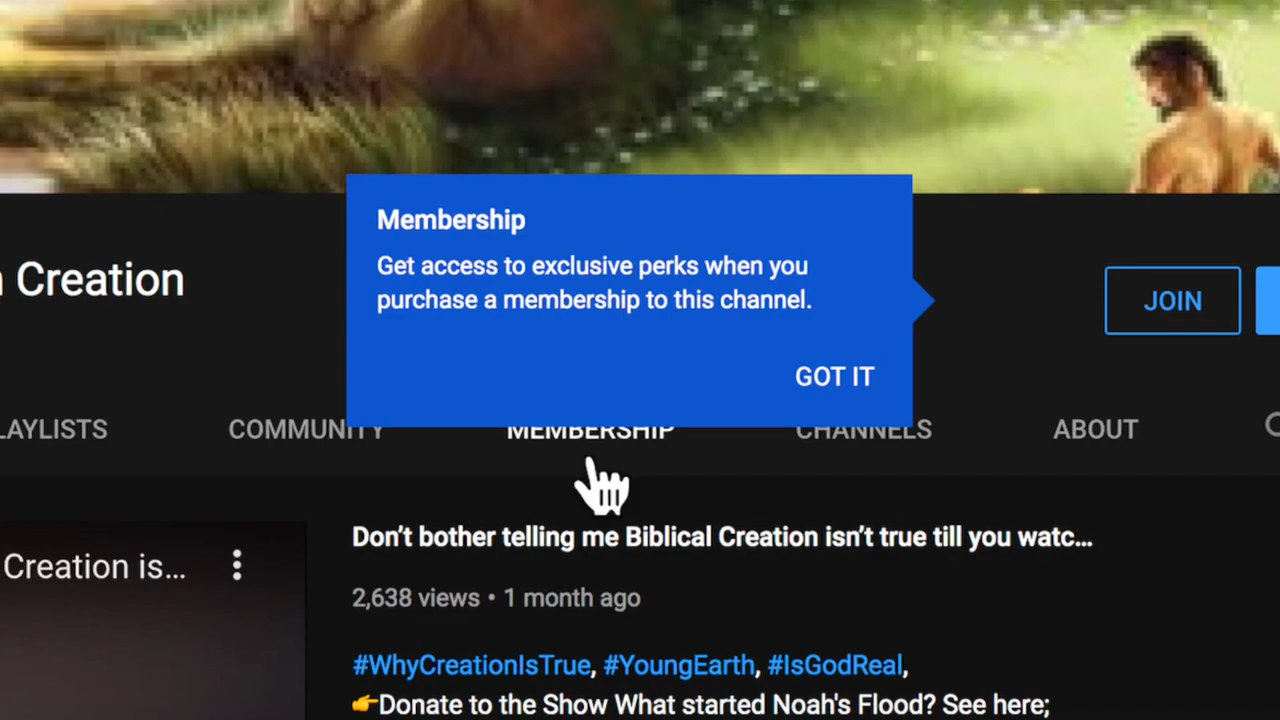 Membership
Get access to exclusive perks when you
purchase a membership to this channel.
GOT IT
Creation
JOIN
COMMUNITY
MEMBERSHIP
CHANNELS
ABOUT
Don’t bother telling me Biblical Creation isn’t true till you watc...
Creation is...
2,638 views • 1 month ago
#WhyCreationIsTrue, #YoungEarth, #IsGodReal,
👉Donate to the Show What started Noah's Flood? See here;